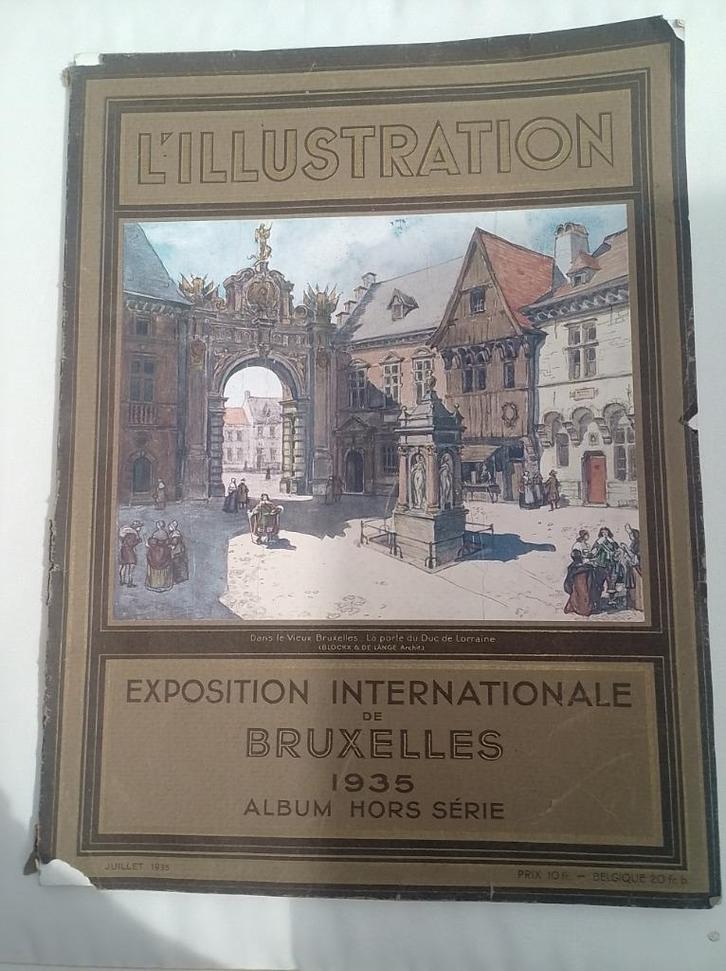 L'ILLUSTRATION
Dans le Vieux Bruxelles. La porte du Duc de Lorraine
(BLOCKX & DE LANGE Archit.)
EXPOSITION INTERNATIONALE
DE
BRUXELLES
1935
ALBUM HORS SÉRIE
JUILLET 1935
PRIX 10 fr. — BELGIQUE 20 fr. b.